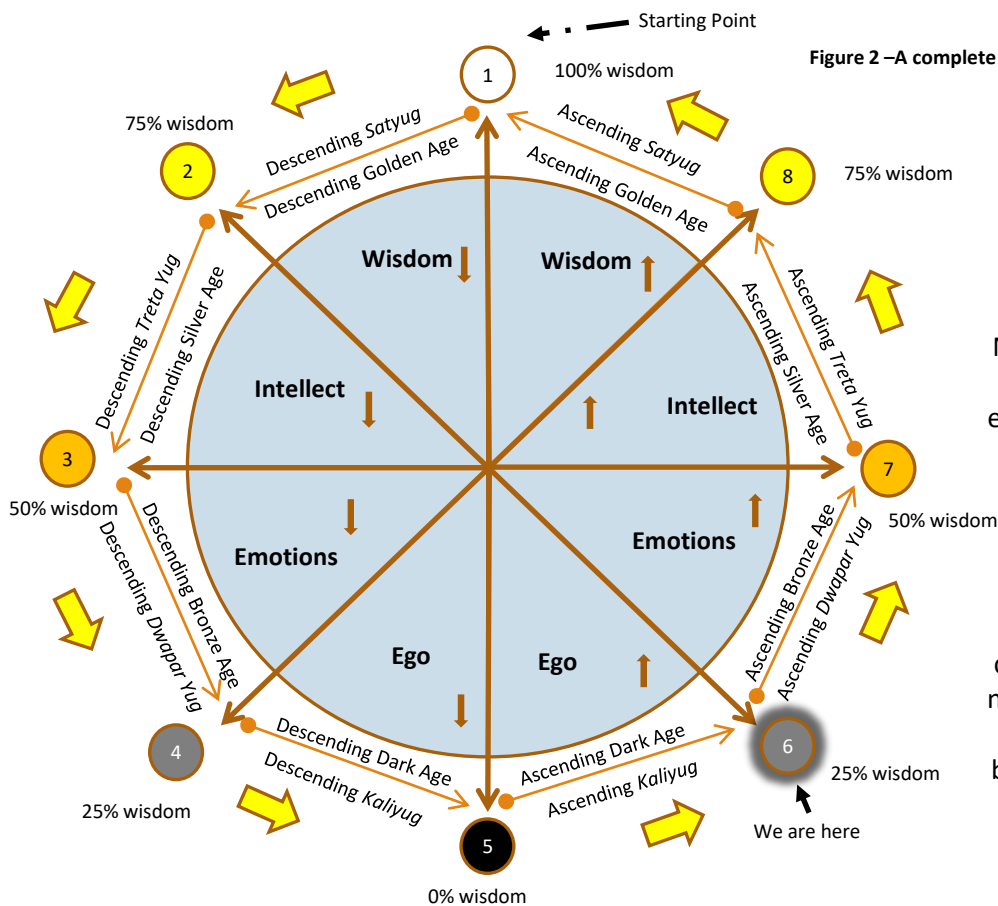 Starting Point
Figure 2 –A complete
1
100% wisdom
75% wisdom
2
Descending Satyug
Descending Golden Age
Ascending Satyug
Ascending Golden Age
8
75% wisdom
Wisdom
Wisdom
Descending Treta Yug
Descending Silver Age
Ascending Treta Yug
Ascending Silver Age
Intellect
Intellect
3
50% wisdom
7
50% wisdom
Emotions
Emotions
Descending Bronze Age
Descending Dwapar Yug
Ascending Bronze Age
Ascending Dwapar Yug
Ego
Ego
4
25% wisdom
Descending Dark Age
Descending Kaliyug
Ascending Dark Age
Ascending Kaliyug
6
25% wisdom
We are here
5
0% wisdom